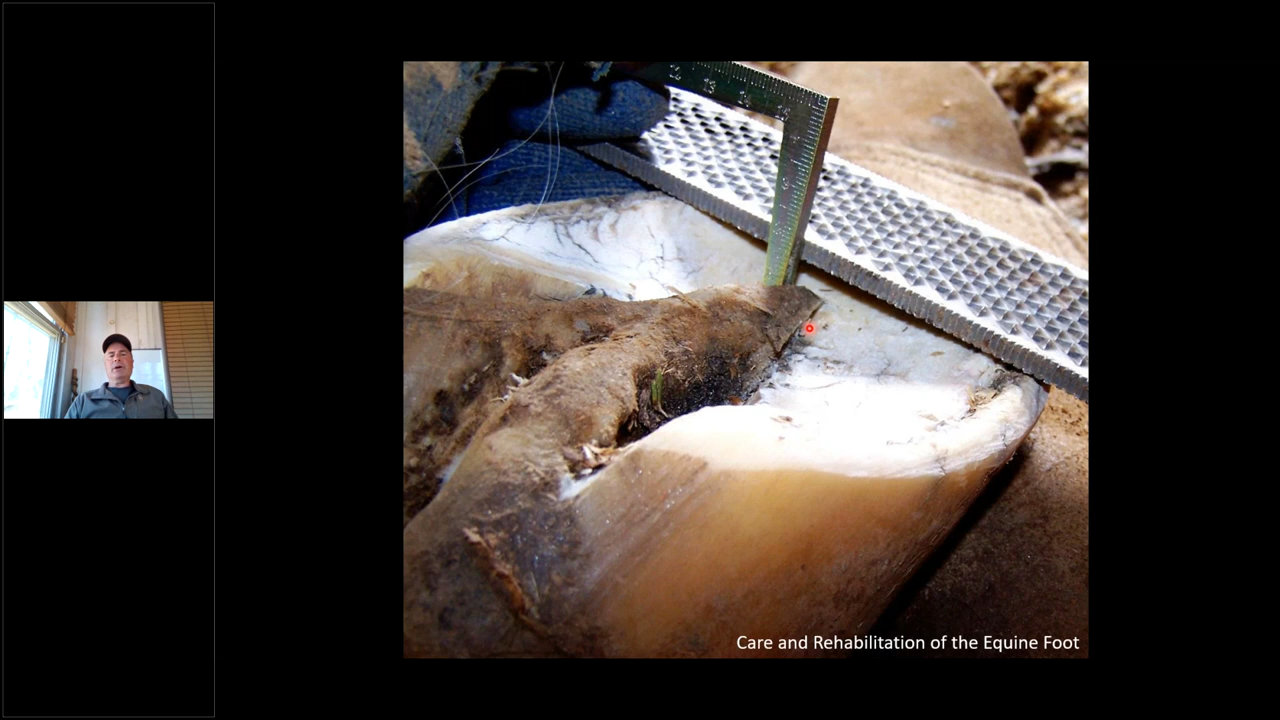 Care and Rehabilitation of the Equine Foot